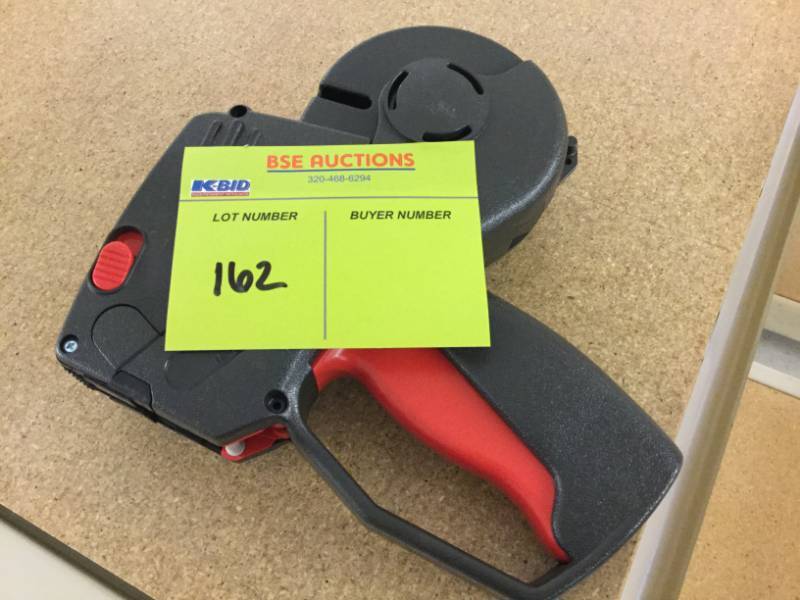 BSE AUCTIONS
320-468-6294
K-BID
LOT NUMBER
BUYER NUMBER
162